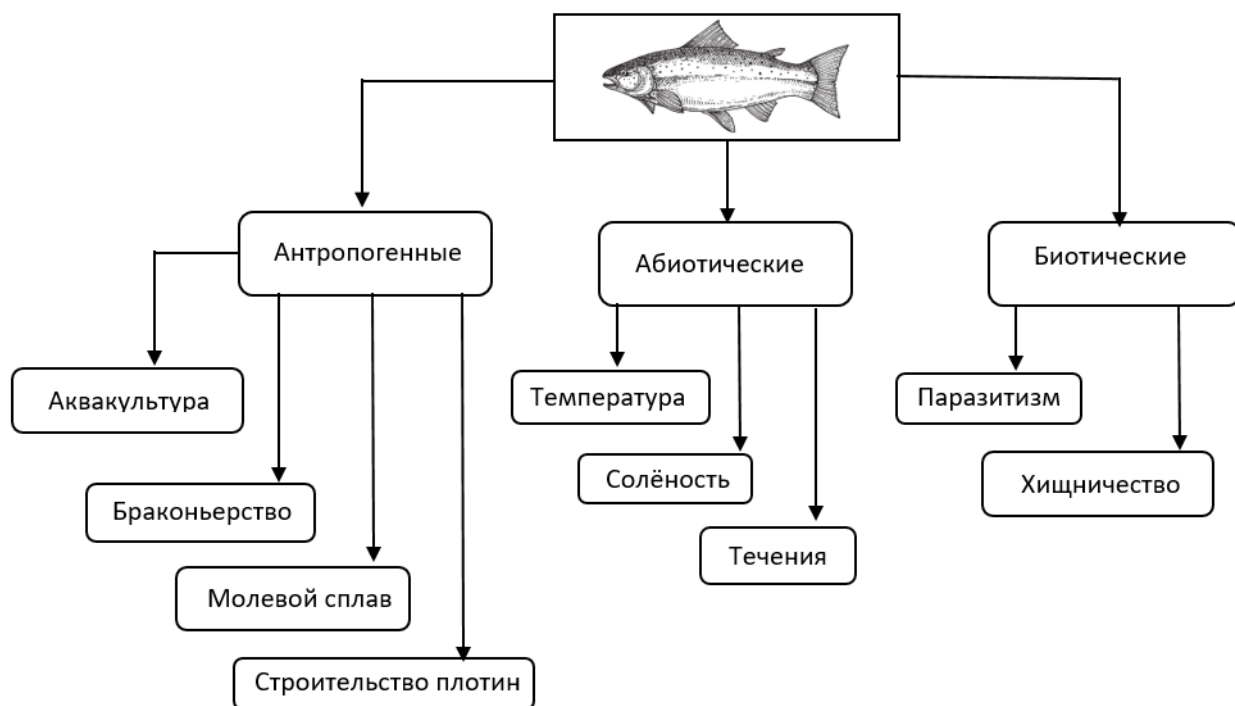 Антропогенные
Абиотические
Биотические
Аквакультура
Браконьерство
Молевой сплав
Строительство плотин
Температура
Солёность
Течения
Паразитизм
Хищничество